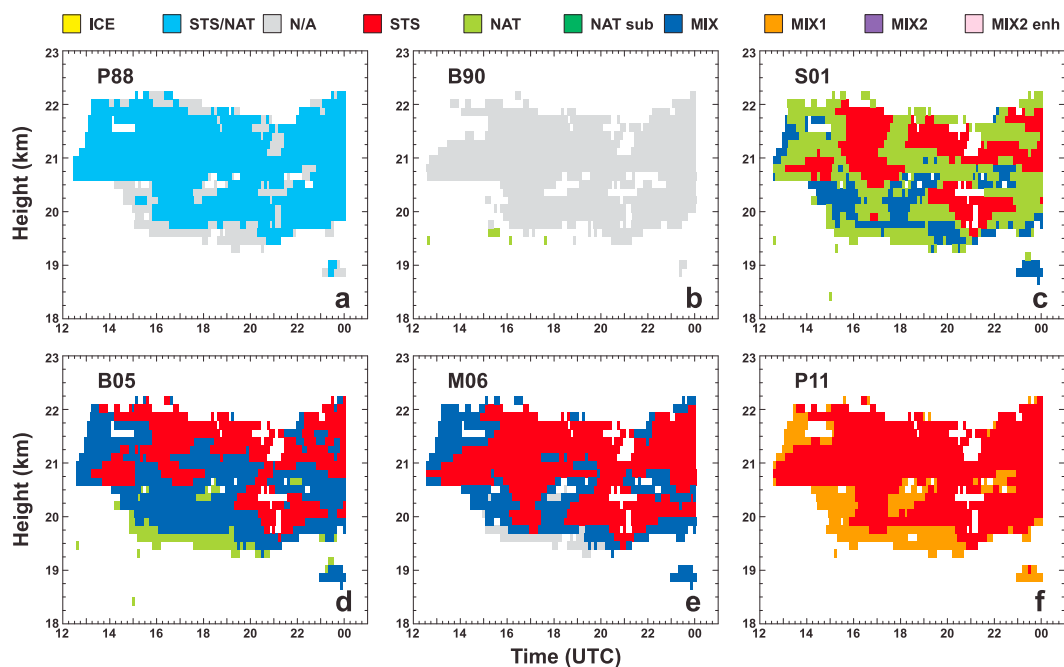 ICE STS/NAT N/A STS NAT NAT sub MIX MIX1 MIX2 MIX2 enh
P88
B90
S01
Height (km)
23
22
21
20
19
18
a
b
c
12 14 16 18 20 22 00
12 14 16 18 20 22 00
12 14 16 18 20 22 00
B05
M06
P11
Height (km)
23
22
21
20
19
18
d
e
f
12 14 16 18 20 22 00
12 14 16 18 20 22 00
12 14 16 18 20 22 00
Time (UTC)